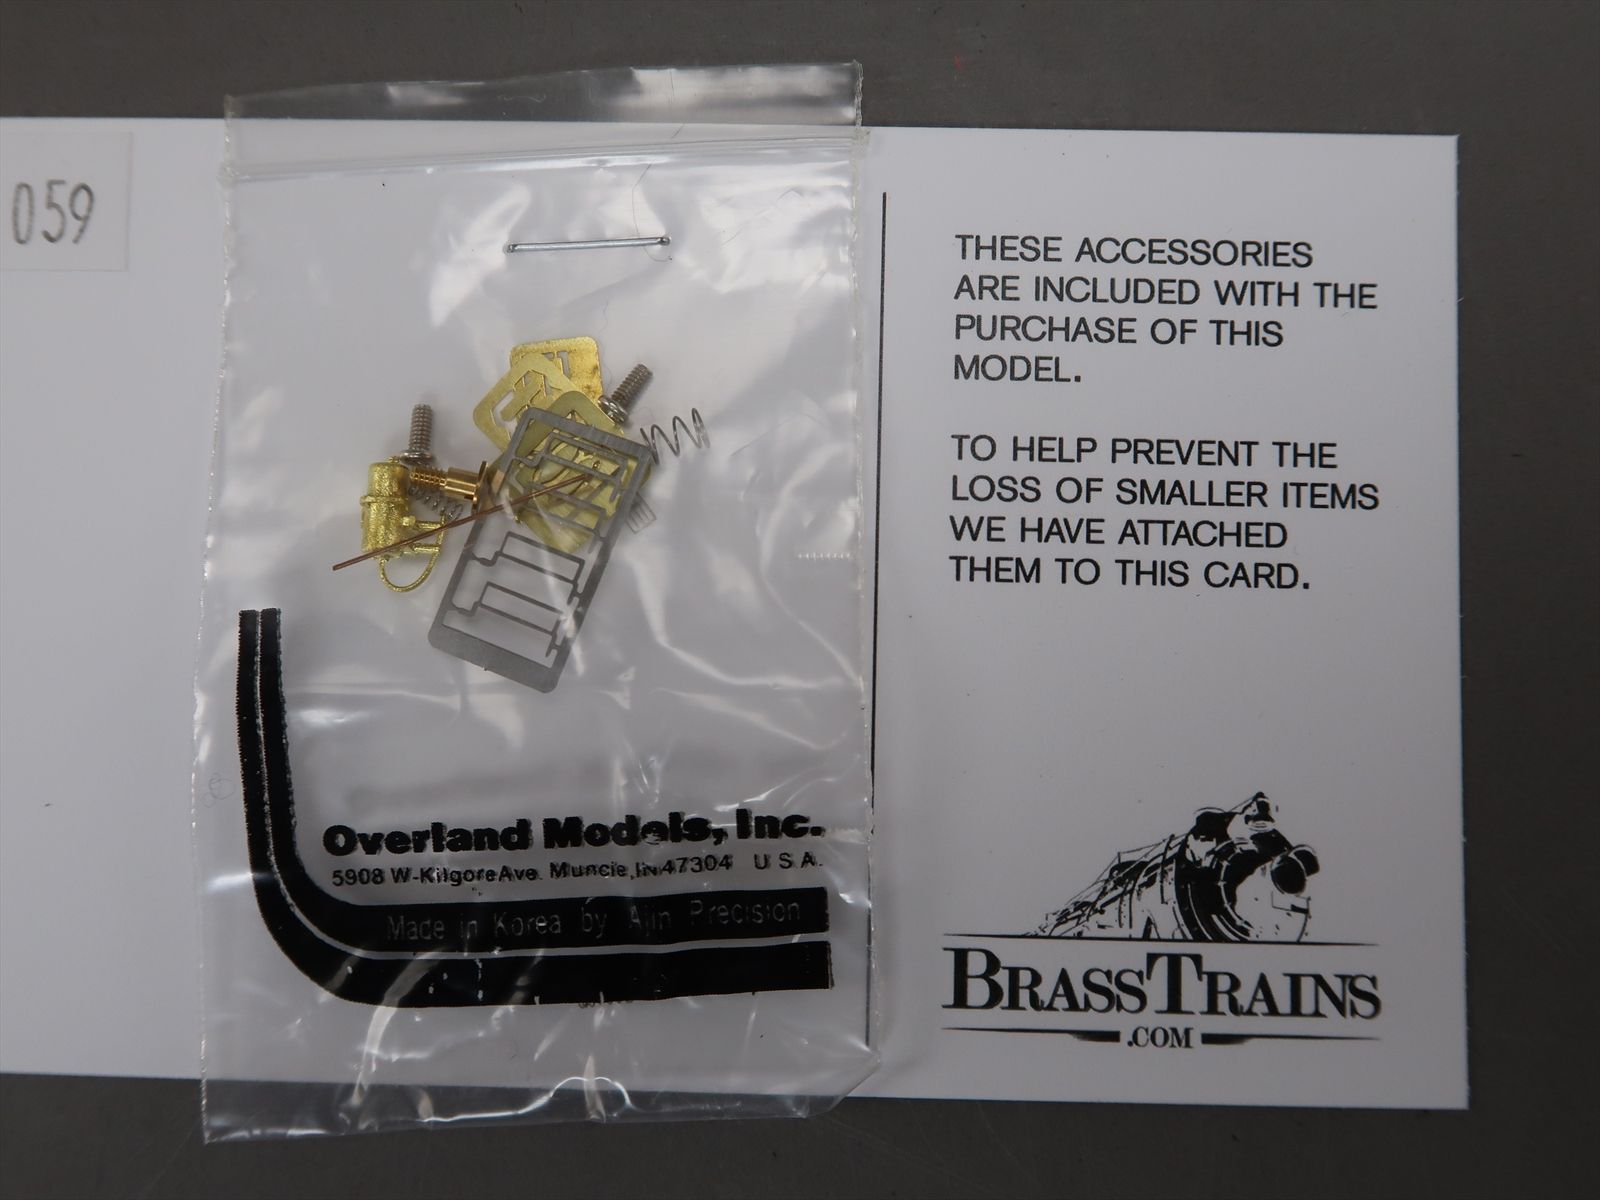 059
THESE ACCESSORIES
ARE INCLUDED WITH THE
PURCHASE OF THIS
MODEL.
TO HELP PREVENT THE
LOSS OF SMALLER ITEMS
WE HAVE ATTACHED
THEM TO THIS CARD.
Overland Models, Inc.
5908 W-Kilgore Ave. Muncie, IN 47304 U S A.
Made in Korea by Ajin Precision
BRASSTRAINS
.COM